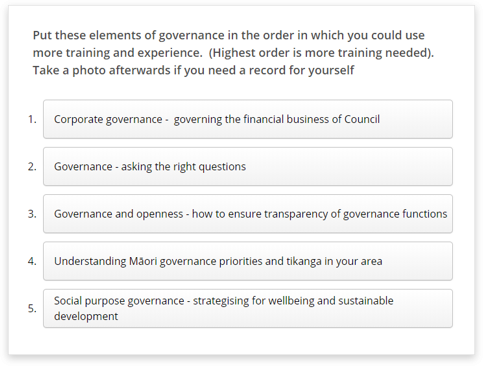 Put these elements of governance in the order in which you could use
more training and experience.  (Highest order is more training needed).
Take a photo afterwards if you need a record for yourself
1. Corporate governance -  governing the financial business of Council
2. Governance - asking the right questions
3. Governance and openness - how to ensure transparency of governance functions
4. Understanding Māori governance priorities and tikanga in your area
5. Social purpose governance - strategising for wellbeing and sustainable
development